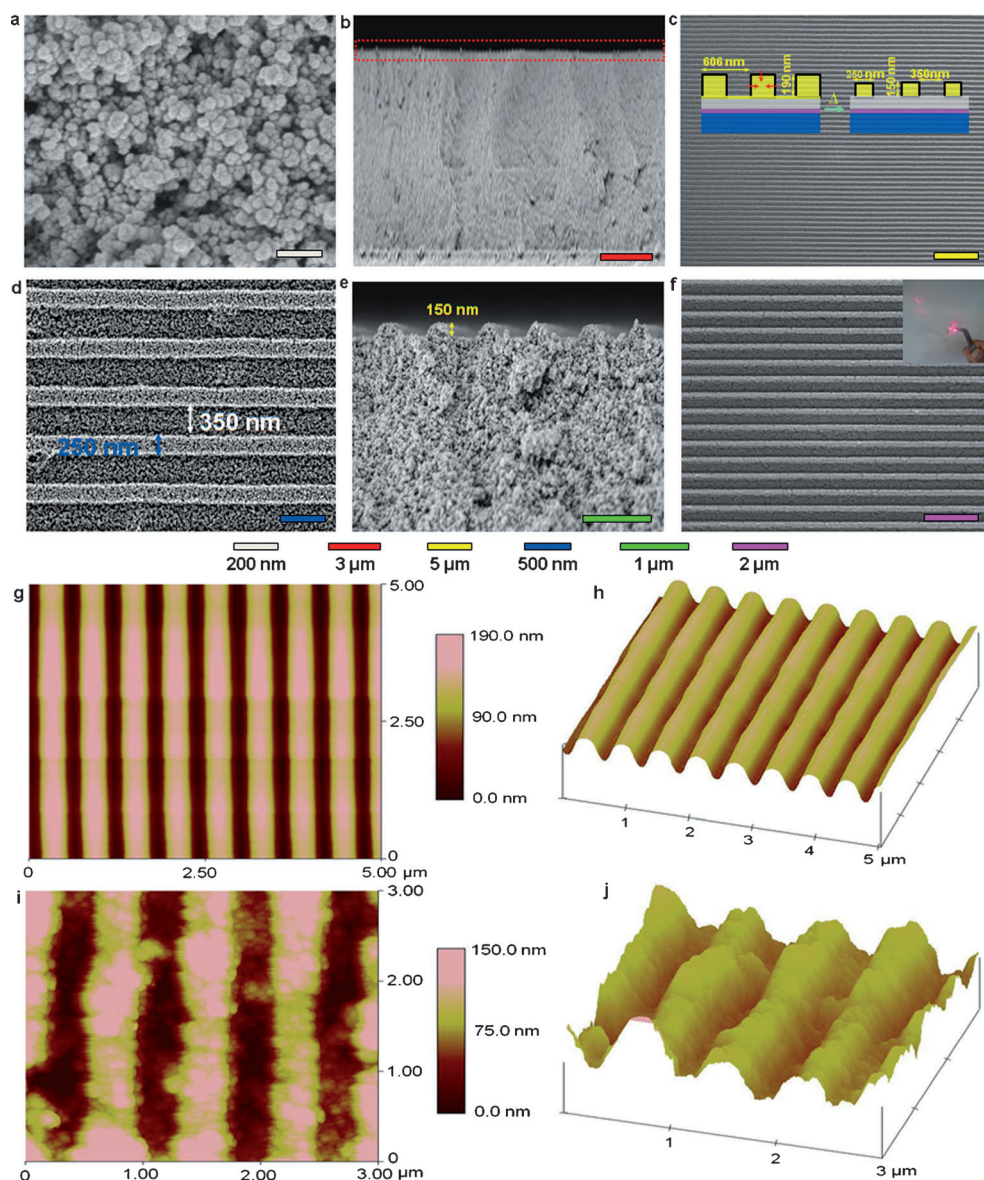 a
b
c
606 nm
190 nm
250 nm
150 nm
350nm
Δ
d
350 nm
250 nm
e
150 nm
f
200 nm
3 µm
5 µm
500 nm
1 µm
2 µm
g
5.00
2.50
0
0
2.50
5.00
µm
190.0 nm
90.0 nm
0.0 nm
h
1
2
3
4
5 µm
i
3.00
2.00
1.00
0
0
1.00
2.00
3.00
µm
150.0 nm
75.0 nm
0.0 nm
j
1
2
3 µm